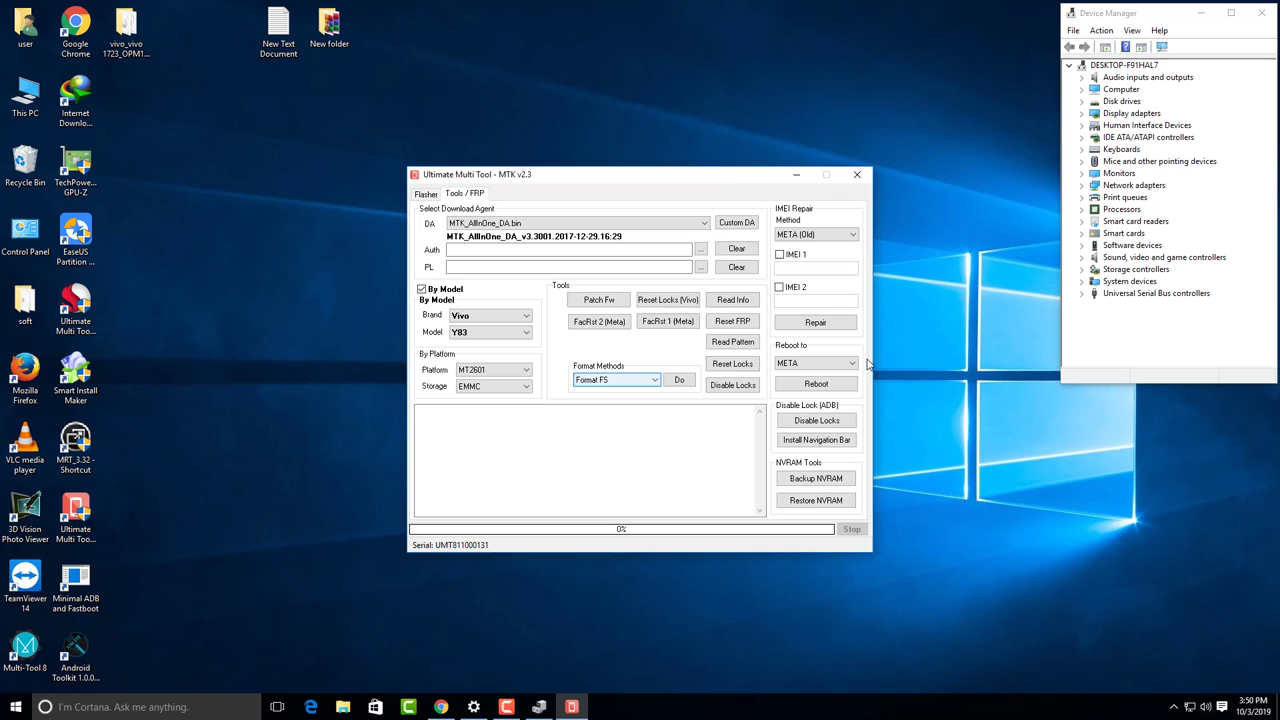 user
Google
Chrome
vivo_vivo
1723_OPM1...
New Text
Document
New folder
This PC
Internet
Downlo...
Recycle Bin
TechPowe...
GPU-Z
Control Panel
EaseUS
Partition ...
soft
Ultimate
Multi Too...
Mozilla
Firefox
Smart Install
Maker
VLC media
player
MRT_3.32 -
Shortcut
3D Vision
Photo Viewer
Ultimate
Multi Too...
TeamViewer
14
Minimal ADB
and Fastboot
Multi-Tool 8
Android
Toolkit 1.0.0...
Ultimate Multi Tool - MTK v2.3
Flasher
Tools / FRP
Select Download Agent
DA
MTK_AllInOne_DA.bin
Custom DA
MTK_AllInOne_DA_v3.3001.2017-12-29.16:29
Auth
...
Clear
PL
...
Clear
By Model
By Model
Brand
Vivo
Model
Y83
By Platform
Platform
MT2601
Storage
EMMC
Tools
Patch Fw
Reset Locks (Vivo)
Read Info
FacRst 2 (Meta)
FacRst 1 (Meta)
Reset FRP
Read Pattern
Format Methods
Reset Locks
Format FS
Do
Disable Locks
IMEI Repair
Method
META (Old)
IMEI 1
IMEI 2
Repair
Reboot to
META
Reboot
Disable Lock (ADB)
Disable Locks
Install Navigation Bar
NVRAM Tools
Backup NVRAM
Restore NVRAM
0%
Stop
Serial: UMT811000131
Device Manager
File Action View Help
DESKTOP-F91HAL7
Audio inputs and outputs
Computer
Disk drives
Display adapters
Human Interface Devices
IDE ATA/ATAPI controllers
Keyboards
Mice and other pointing devices
Monitors
Network adapters
Print queues
Processors
Smart card readers
Smart cards
Software devices
Sound, video and game controllers
Storage controllers
System devices
Universal Serial Bus controllers
I'm Cortana. Ask me anything.
3:50 PM
10/3/2019